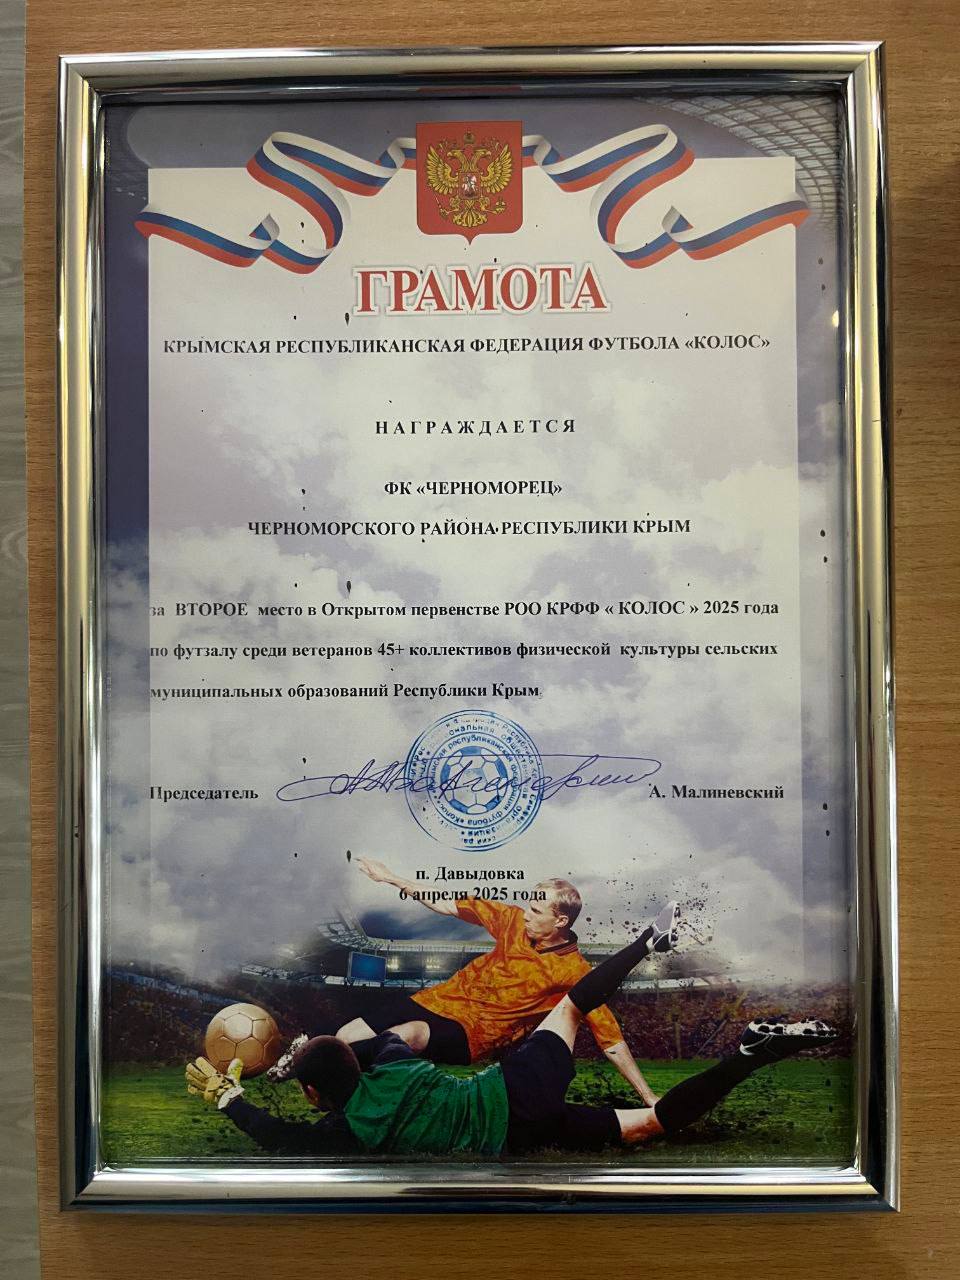 ГРАМОТА
КРЫМСКАЯ РЕСПУБЛИКАНСКАЯ ФЕДЕРАЦИЯ ФУТБОЛА «КОЛОС»
Н А Г Р А Ж Д А Е Т С Я
ФК «ЧЕРНОМОРЕЦ»
ЧЕРНОМОРСКОГО РАЙОНА РЕСПУБЛИКИ КРЫМ
за ВТОРОЕ место в Открытом первенстве РОО КРФФ « КОЛОС » 2025 года
по футзалу среди ветеранов 45+ коллективов физической культуры сельских
муниципальных образований Республики Крым
Председатель А. Малиневский
п. Давыдовка
6 апреля 2025 года